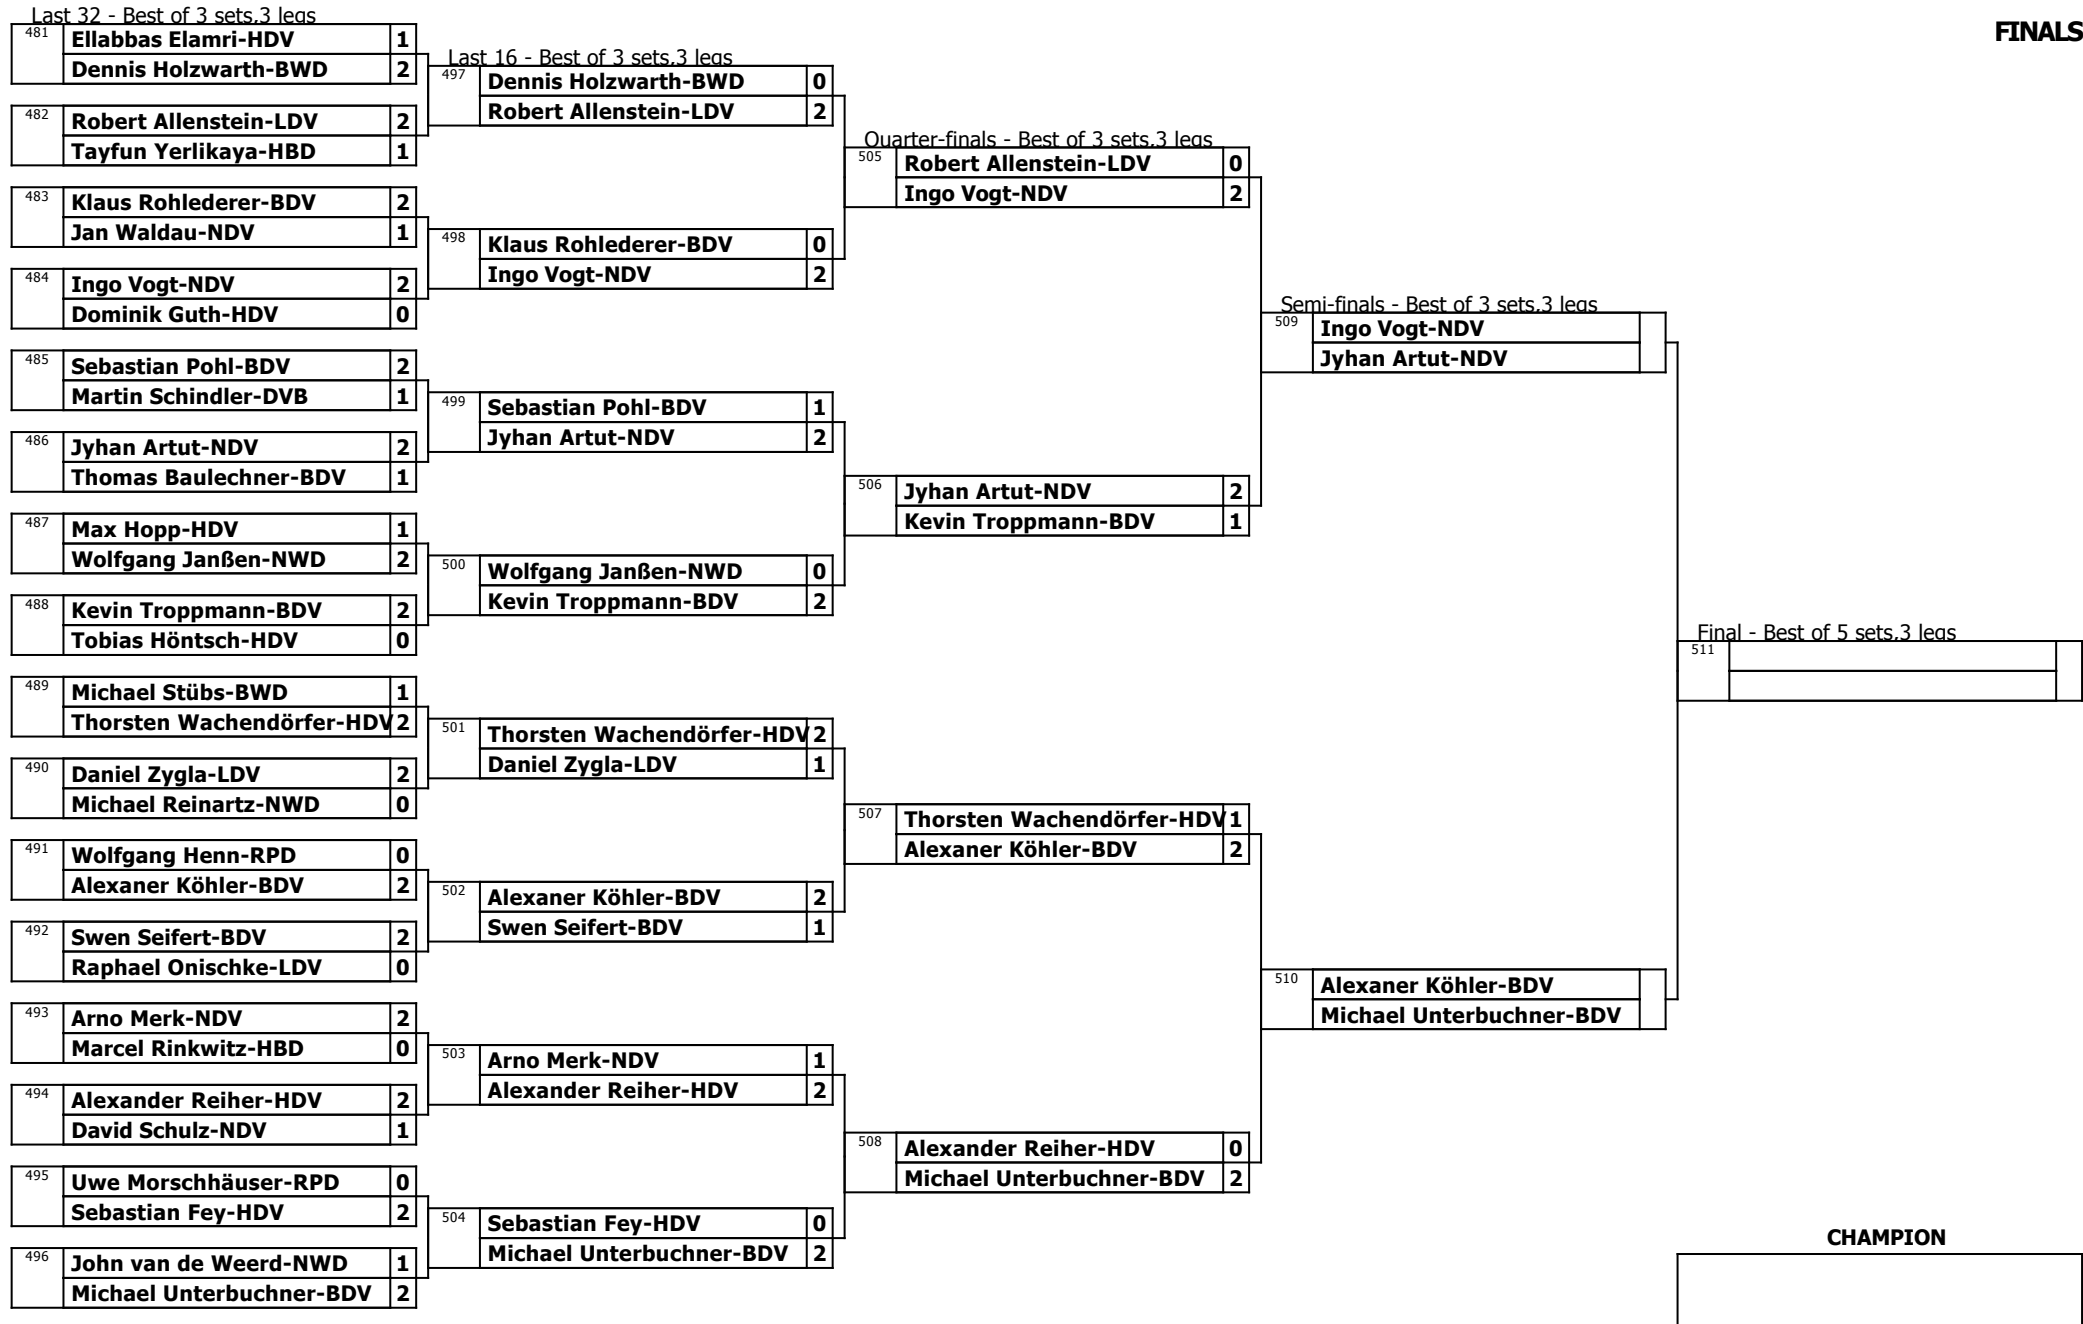 Last 32 - Best of 3 sets,3 legs
481
Ellabbas Elamri-HDV 1
Dennis Holzwarth-BWD 2
482
Robert Allenstein-LDV 2
Tayfun Yerlikaya-HBD 1
483
Klaus Rohlederer-BDV 2
Jan Waldau-NDV 1
484
Ingo Vogt-NDV 2
Dominik Guth-HDV 0
485
Sebastian Pohl-BDV 2
Martin Schindler-DVB 1
486
Jyhan Artut-NDV 2
Thomas Baulechner-BDV 1
487
Max Hopp-HDV 1
Wolfgang Janßen-NWD 2
488
Kevin Troppmann-BDV 2
Tobias Höntsch-HDV 0
489
Michael Stübs-BWD 1
Thorsten Wachendörfer-HDV 2
490
Daniel Zygla-LDV 2
Michael Reinartz-NWD 0
491
Wolfgang Henn-RPD 0
Alexaner Köhler-BDV 2
492
Swen Seifert-BDV 2
Raphael Onischke-LDV 0
493
Arno Merk-NDV 2
Marcel Rinkwitz-HBD 0
494
Alexander Reiher-HDV 2
David Schulz-NDV 1
495
Uwe Morschhäuser-RPD 0
Sebastian Fey-HDV 2
496
John van de Weerd-NWD 1
Michael Unterbuchner-BDV 2
Last 16 - Best of 3 sets,3 legs
497
Dennis Holzwarth-BWD 0
Robert Allenstein-LDV 2
498
Klaus Rohlederer-BDV 0
Ingo Vogt-NDV 2
499
Sebastian Pohl-BDV 1
Jyhan Artut-NDV 2
500
Wolfgang Janßen-NWD 0
Kevin Troppmann-BDV 2
501
Thorsten Wachendörfer-HDV 2
Daniel Zygla-LDV 1
502
Alexaner Köhler-BDV 2
Swen Seifert-BDV 1
503
Arno Merk-NDV 1
Alexander Reiher-HDV 2
504
Sebastian Fey-HDV 0
Michael Unterbuchner-BDV 2
Quarter-finals - Best of 3 sets,3 legs
505
Robert Allenstein-LDV 0
Ingo Vogt-NDV 2
506
Jyhan Artut-NDV 2
Kevin Troppmann-BDV 1
507
Thorsten Wachendörfer-HDV 1
Alexaner Köhler-BDV 2
508
Alexander Reiher-HDV 0
Michael Unterbuchner-BDV 2
Semi-finals - Best of 3 sets,3 legs
509
Ingo Vogt-NDV
Jyhan Artut-NDV
510
Alexaner Köhler-BDV
Michael Unterbuchner-BDV
FINALS
Final - Best of 5 sets,3 legs
511
CHAMPION